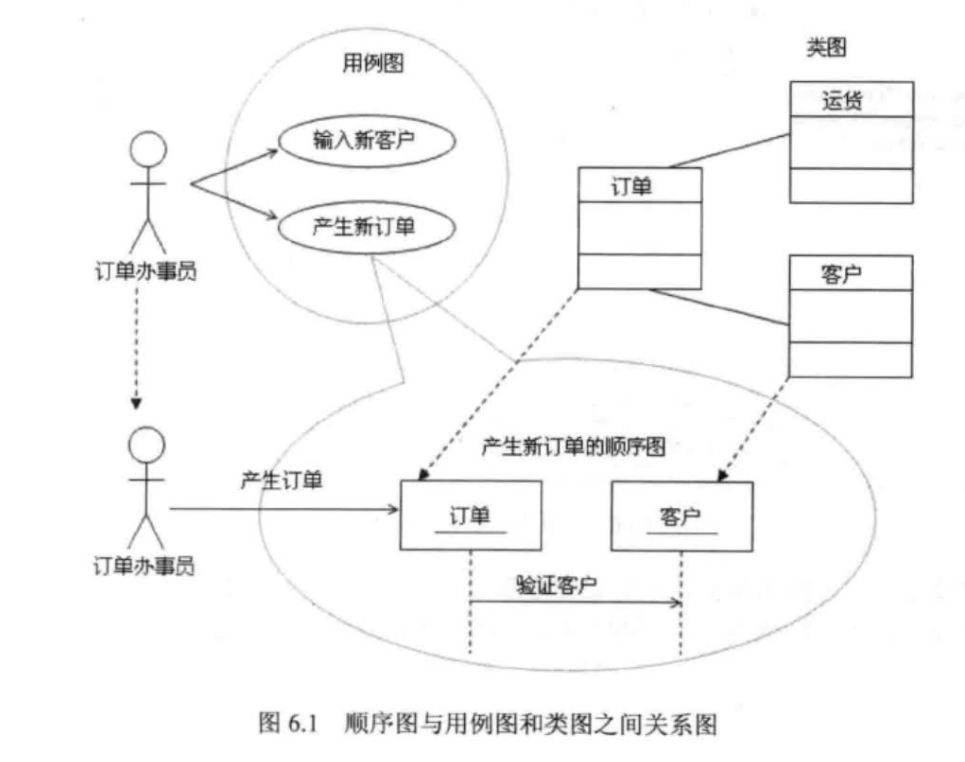 用例图
类图
输入新客户
运货
订单
产生新订单
订单办事员
客户
产生新订单的顺序图
产生订单
订单
客户
订单办事员
验证客户
图 6.1 顺序图与用例图和类图之间关系图